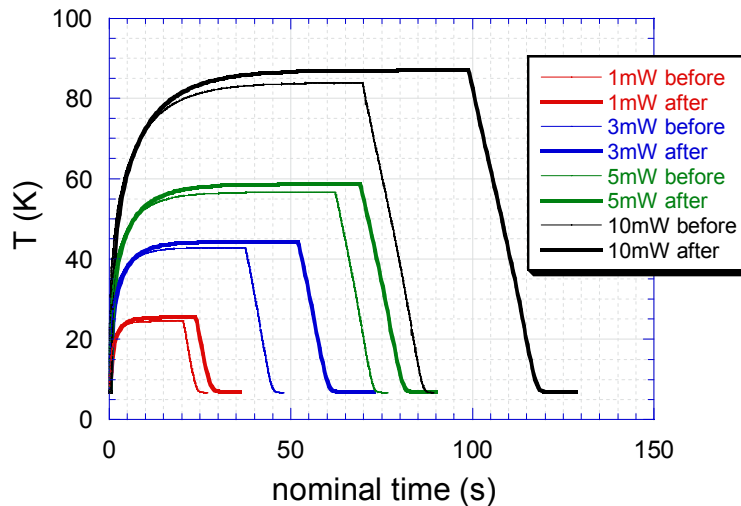 100
80
60
40
20
0
T (K)
0
50
100
150
nominal time (s)
1mW before
1mW after
3mW before
3mW after
5mW before
5mW after
10mW before
10mW after